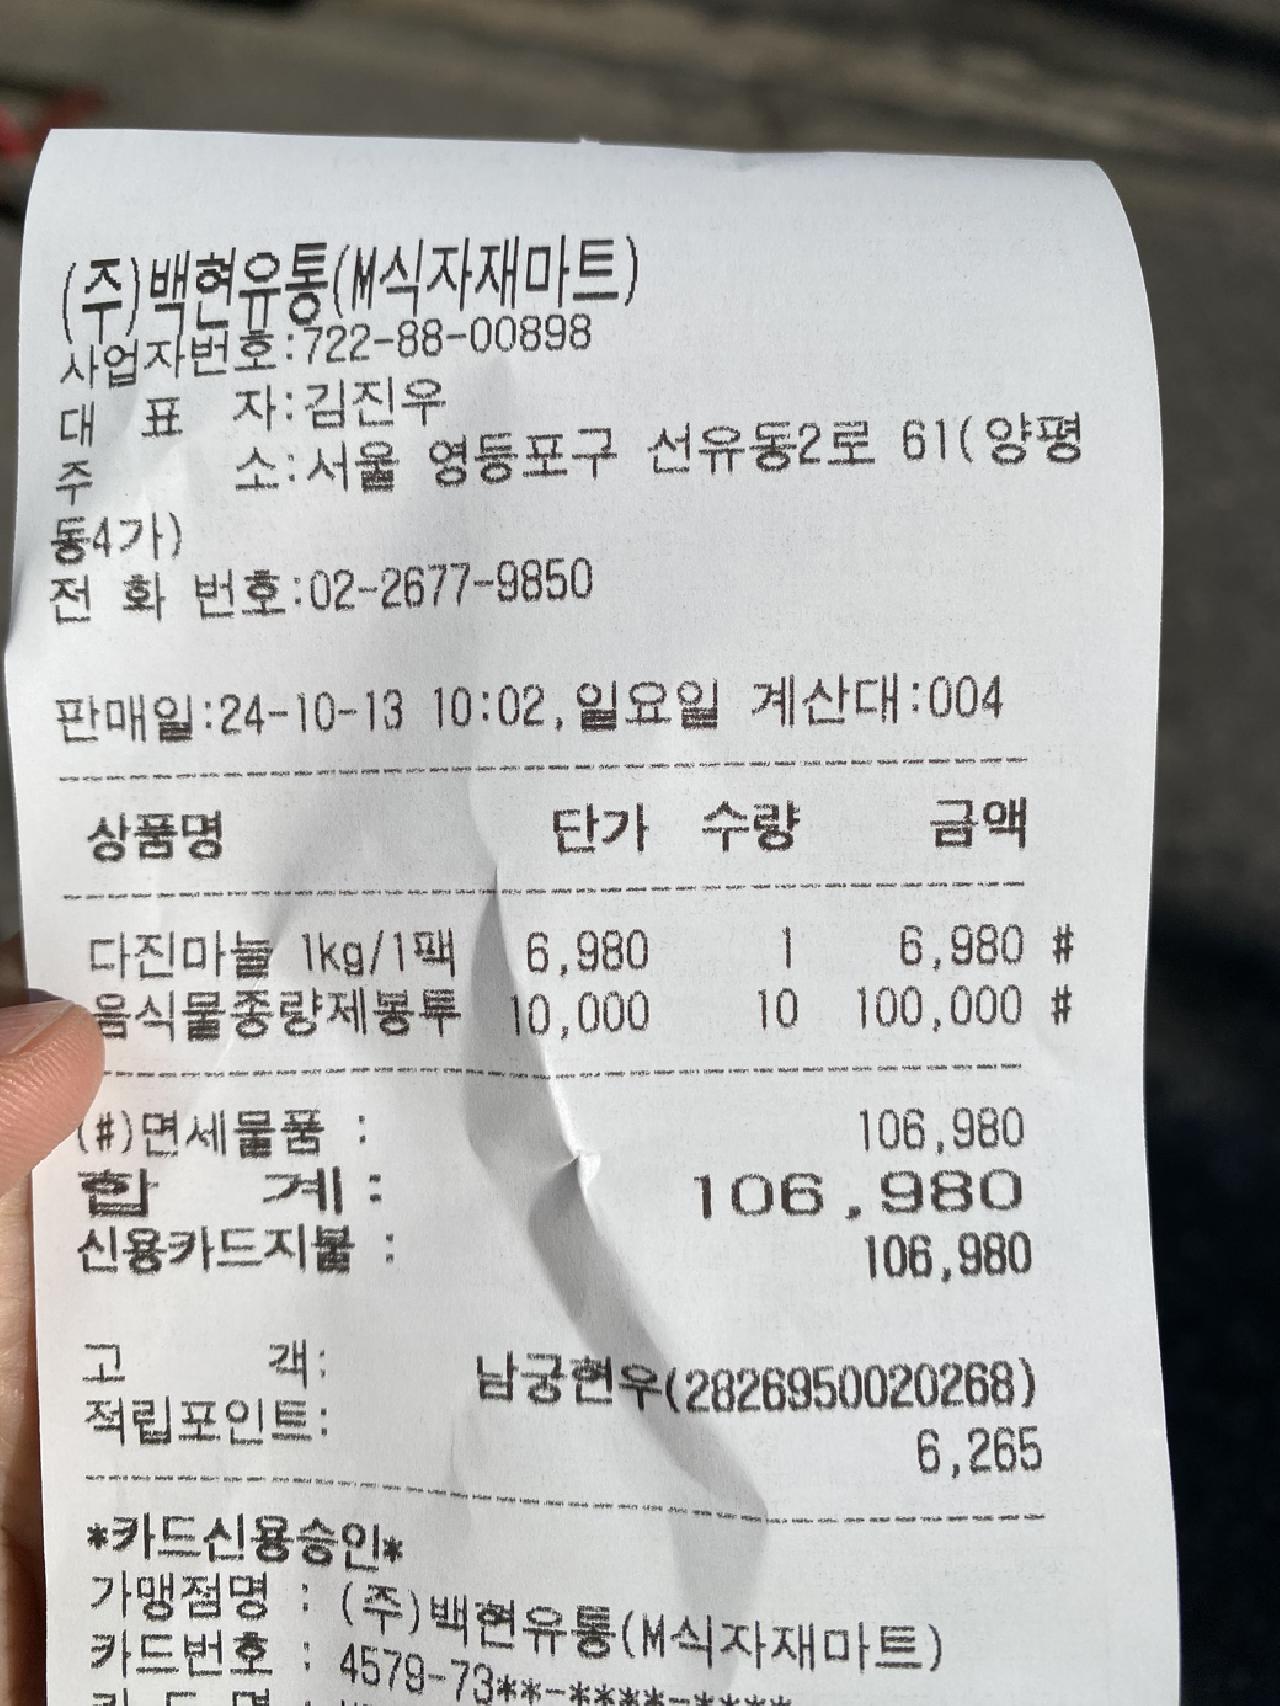 (주)백현유통(M식자재마트)
사업자번호:722-88-00898
대 표 자:김진우
주 소:서울 영등포구 선유동2로 61(양평
동4가)
전 화 번호:02-2677-9850
판매일:24-10-13 10:02,일요일 계산대:004
상품명 단가 수량 금액
다진마늘 1kg/1팩 6,980 1 6,980 #
음식물종량제봉투 10,000 10 100,000 #
(#)면세물품 : 106,980
합 계: 106,980
신용카드지불 : 106,980
고 객: 남궁현우(2826950020268)
적립포인트: 6,265
*카드신용승인*
가맹점명 : (주)백현유통(M식자재마트)
카드번호 : 4579-73**-****-****